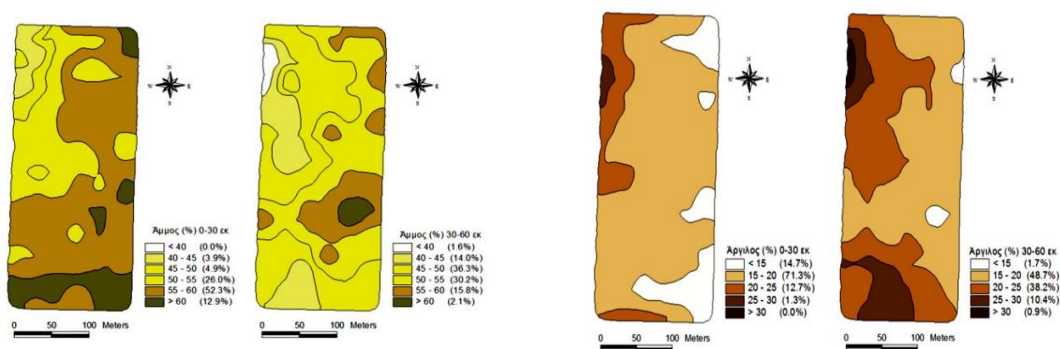 N
W E
S
Άμμος (%) 0-30 εκ
< 40 (0.0%)
40 - 45 (3.9%)
45 - 50 (4.9%)
50 - 55 (26.0%)
55 - 60 (52.3%)
> 60 (12.9%)
0 50 100 Meters
N
W E
S
Άμμος (%) 30-60 εκ
< 40 (1.6%)
40 - 45 (14.0%)
45 - 50 (36.3%)
50 - 55 (30.2%)
55 - 60 (15.8%)
> 60 (2.1%)
0 50 100 Meters
N
W E
S
Άργιλος (%) 0-30 εκ
< 15 (14.7%)
15 - 20 (71.3%)
20 - 25 (12.7%)
25 - 30 (1.3%)
> 30 (0.0%)
0 50 100 Meters
N
W E
S
Άργιλος (%) 30-60 εκ
< 15 (1.7%)
15 - 20 (48.7%)
20 - 25 (38.2%)
25 - 30 (10.4%)
> 30 (0.9%)
0 50 100 Meters